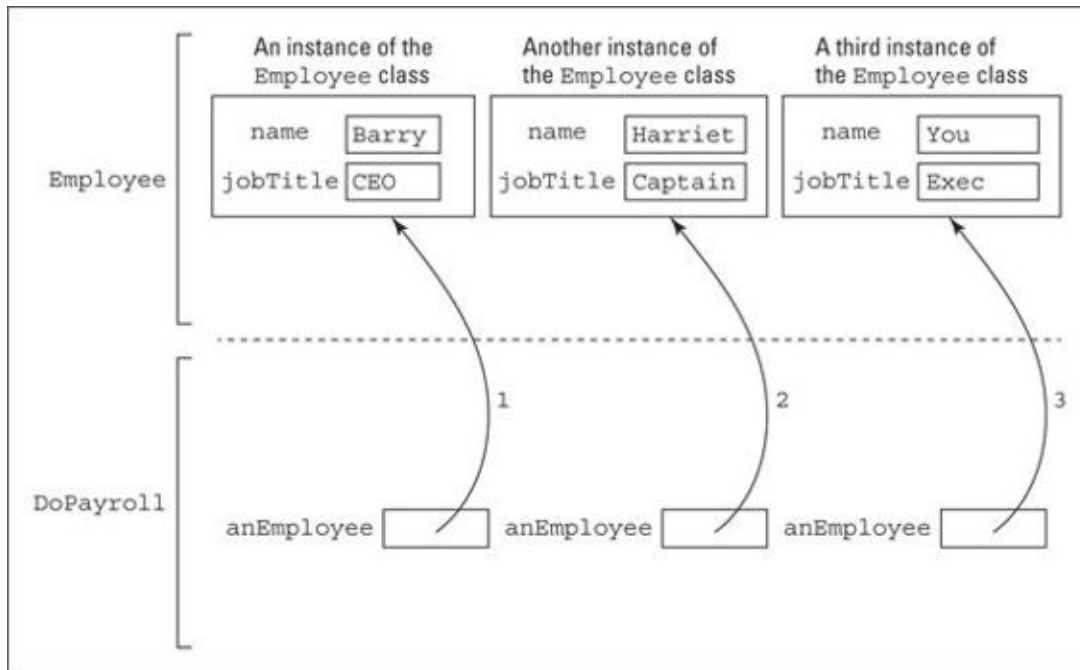 An instance of the
Employee class
Another instance of
the Employee class
A third instance of
the Employee class
Employee
name Barry
jobTitle CEO
name Harriet
jobTitle Captain
name You
jobTitle Exec
1
2
3
DoPayroll
anEmployee
anEmployee
anEmployee